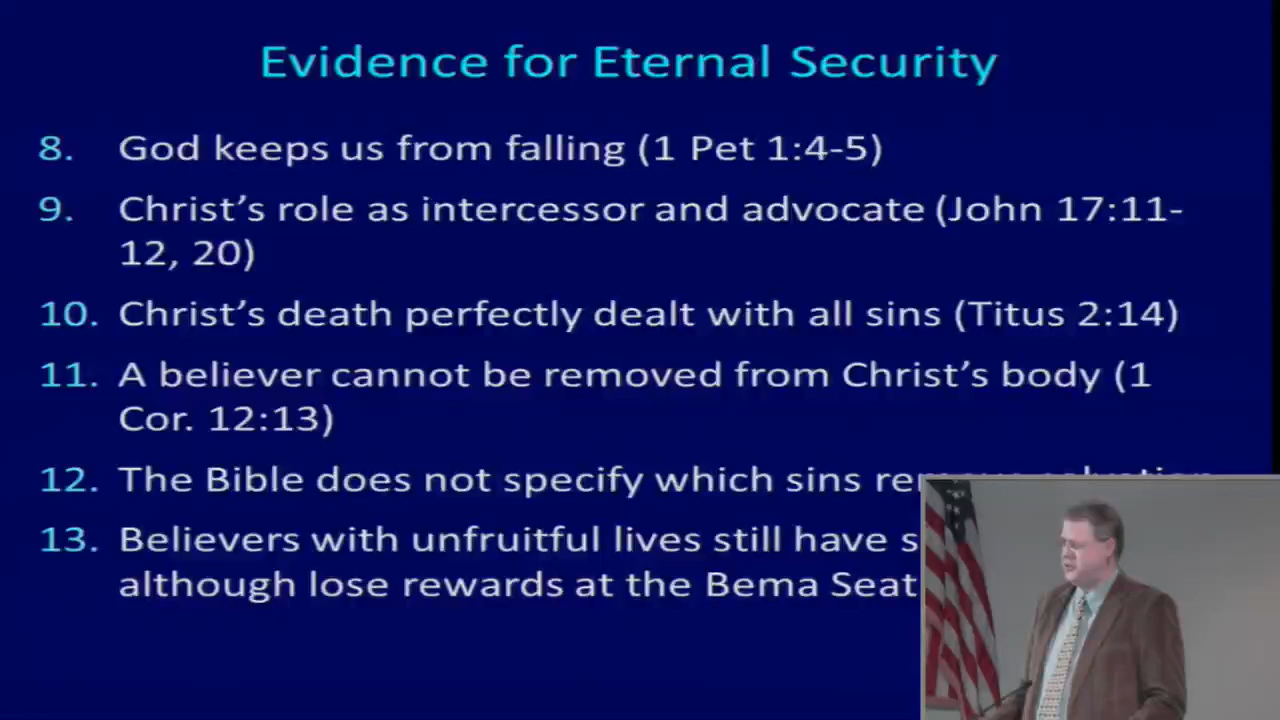 Evidence for Eternal Security
8. God keeps us from falling (1 Pet 1:4-5)
9. Christ's role as intercessor and advocate (John 17:11-
12, 20)
10. Christ's death perfectly dealt with all sins (Titus 2:14)
11. A believer cannot be removed from Christ's body (1
Cor. 12:13)
12. The Bible does not specify which sins remove salvation
13. Believers with unfruitful lives still have
although lose rewards at the Bema Seat